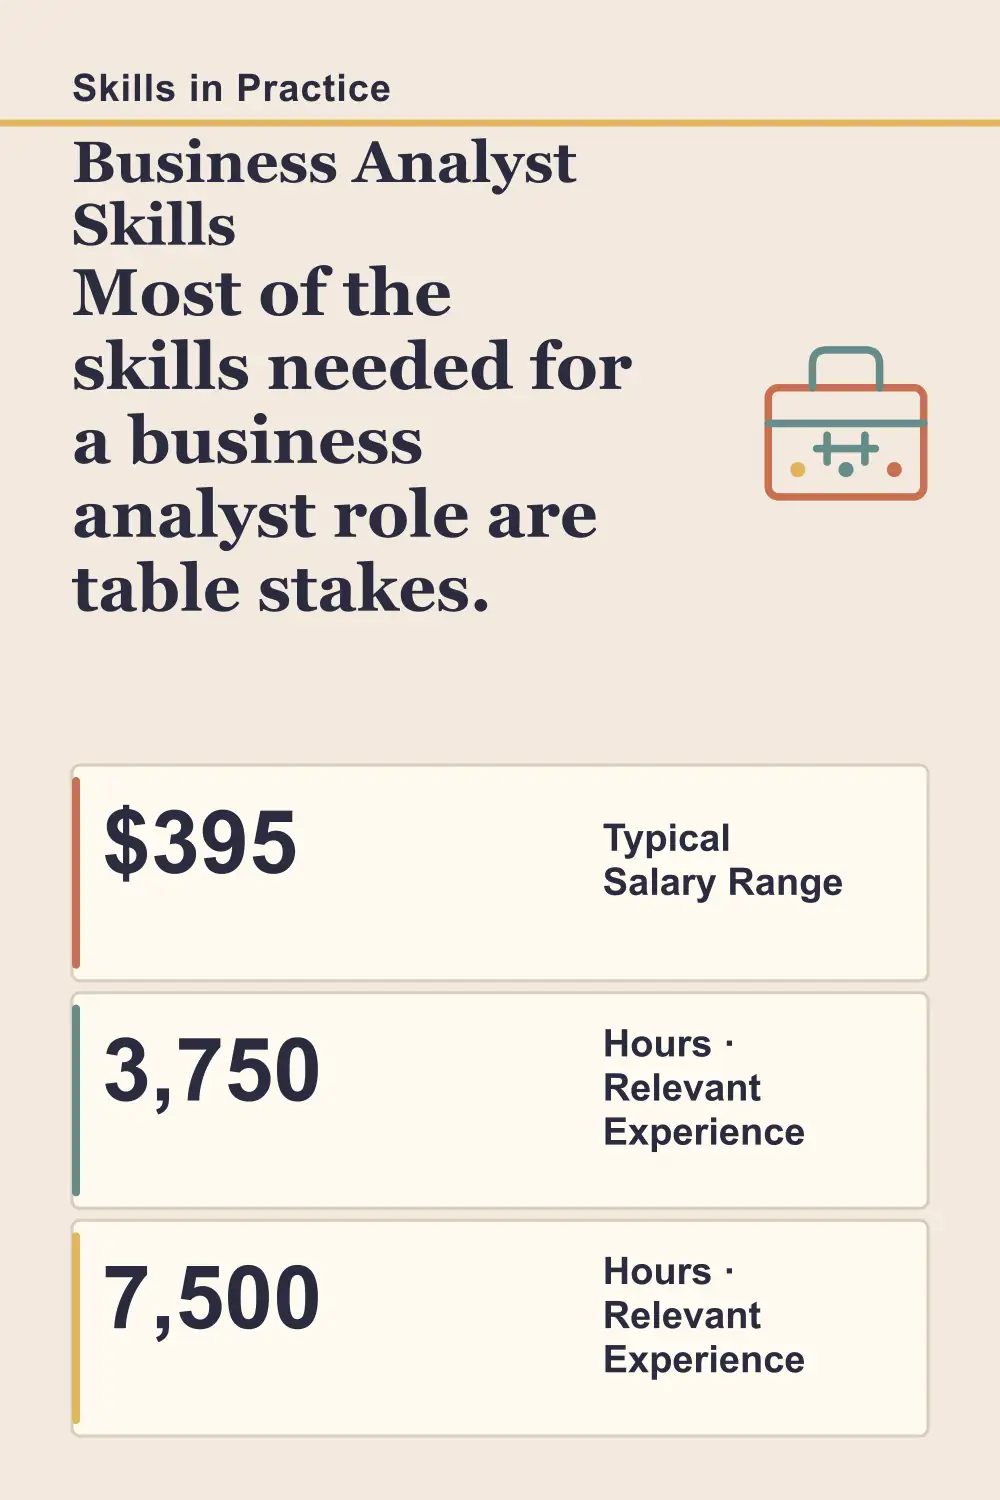 Skills in Practice
Business Analyst
Skills
Most of the
skills needed for
a business
analyst role are
table stakes.
$395
Typical
Salary Range
3,750
Hours ·
Relevant
Experience
7,500
Hours ·
Relevant
Experience